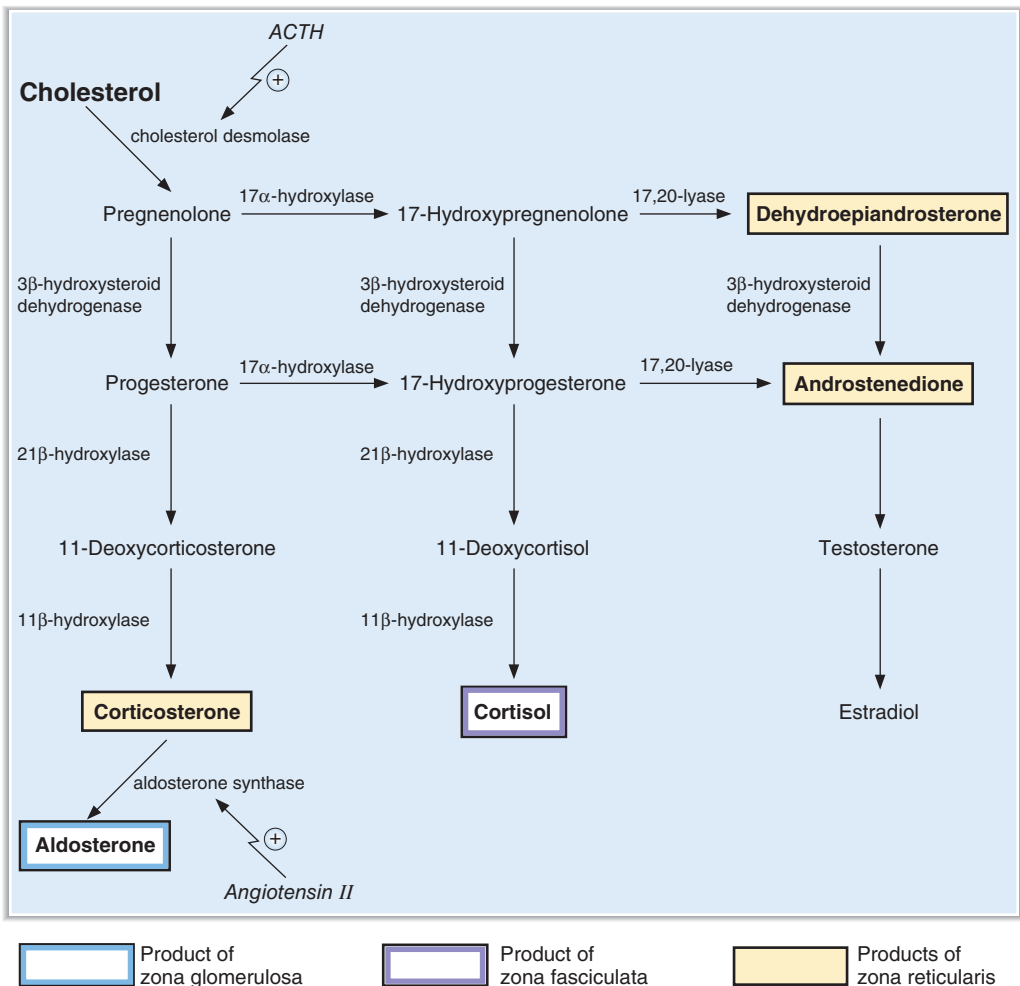 ACTH
+
Cholesterol
cholesterol desmolase
17α-hydroxylase
17,20-lyase
Pregnenolone
17-Hydroxypregnenolone
Dehydroepiandrosterone
3β-hydroxysteroid
dehydrogenase
3β-hydroxysteroid
dehydrogenase
3β-hydroxysteroid
dehydrogenase
17α-hydroxylase
17,20-lyase
Progesterone
17-Hydroxyprogesterone
Androstenedione
21β-hydroxylase
21β-hydroxylase
11-Deoxycorticosterone
11-Deoxycortisol
Testosterone
11β-hydroxylase
11β-hydroxylase
Corticosterone
Cortisol
Estradiol
aldosterone synthase
+
Aldosterone
Angiotensin II
Product of
zona glomerulosa
Product of
zona fasciculata
Products of
zona reticularis